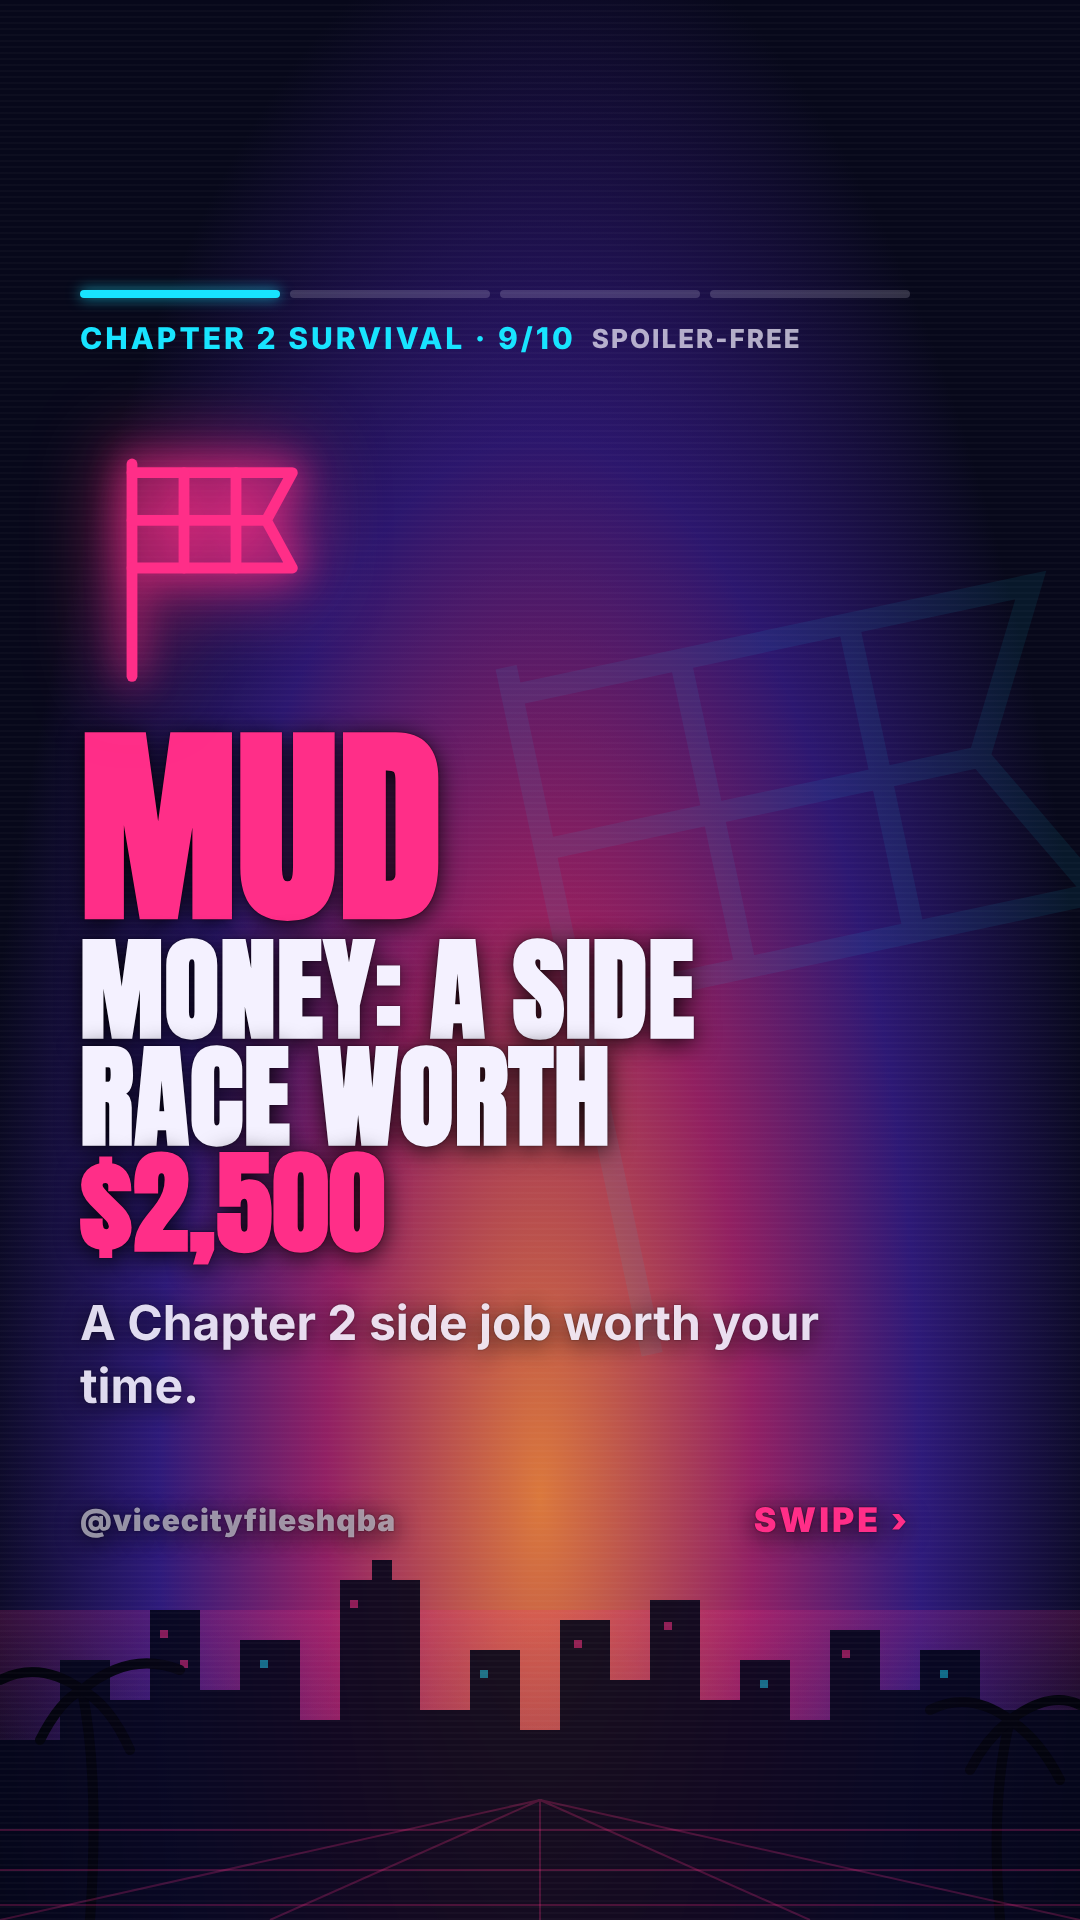 CHAPTER 2 SURVIVAL · 9/10 SPOILER-FREE
MUD
MONEY: A SIDE
RACE WORTH
$2,500
A Chapter 2 side job worth your
time.
@vicecityfileshqba
SWIPE ›